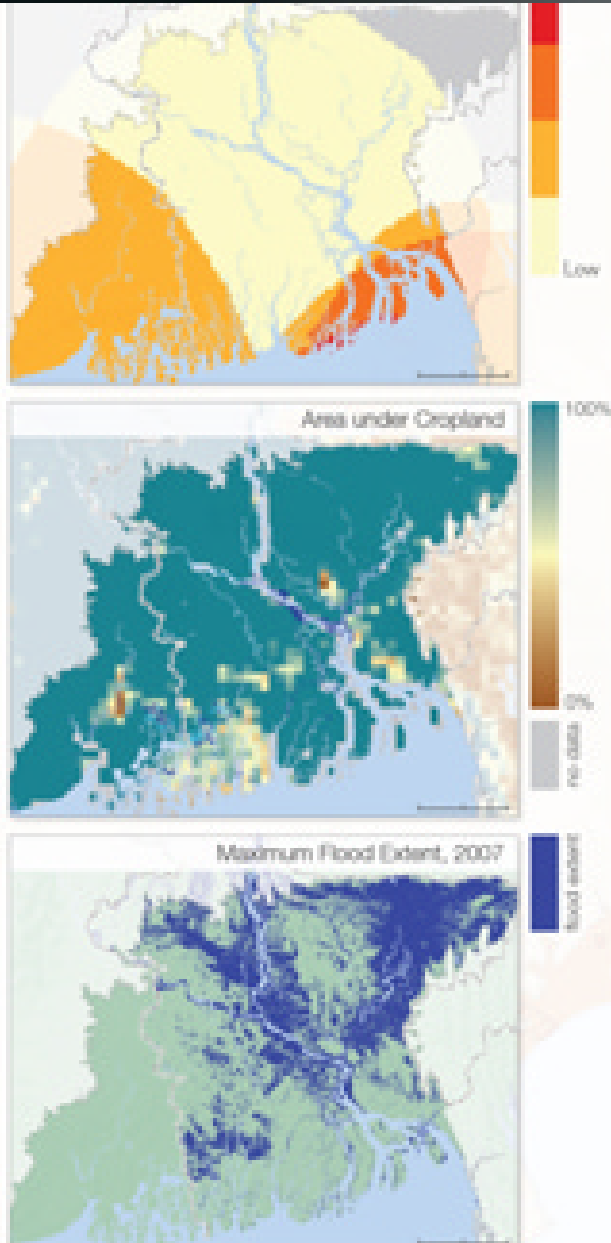 Low
Area under Cropland
100%
0%
no data
Maximum Flood Extent, 2007
flood extent